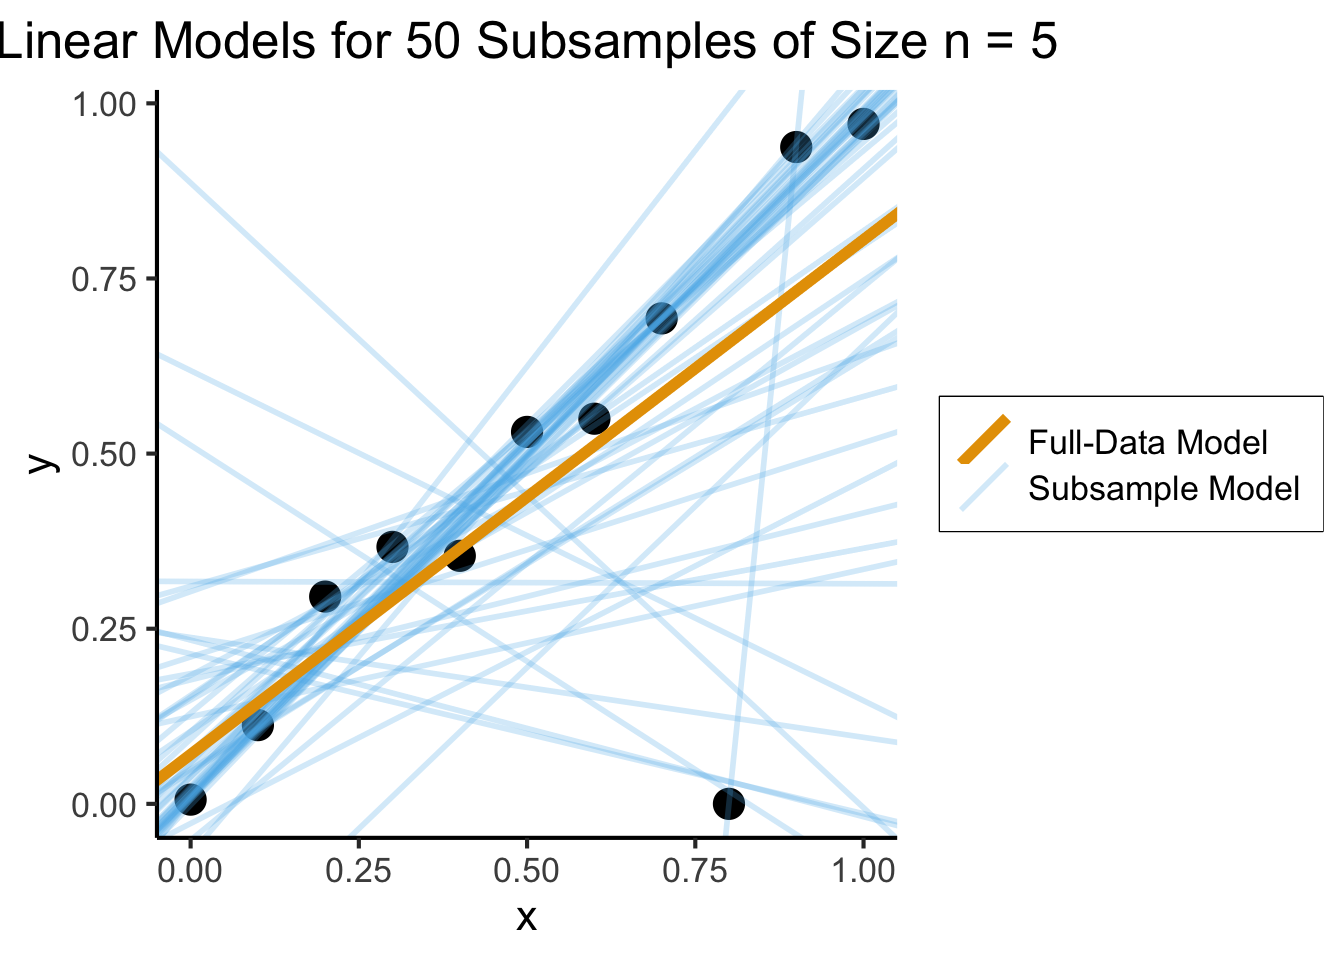 Linear Models for 50 Subsamples of Size n = 5
1.00
0.75
0.50
0.25
0.00
y
0.00 0.25 0.50 0.75 1.00
x
Full-Data Model
Subsample Model